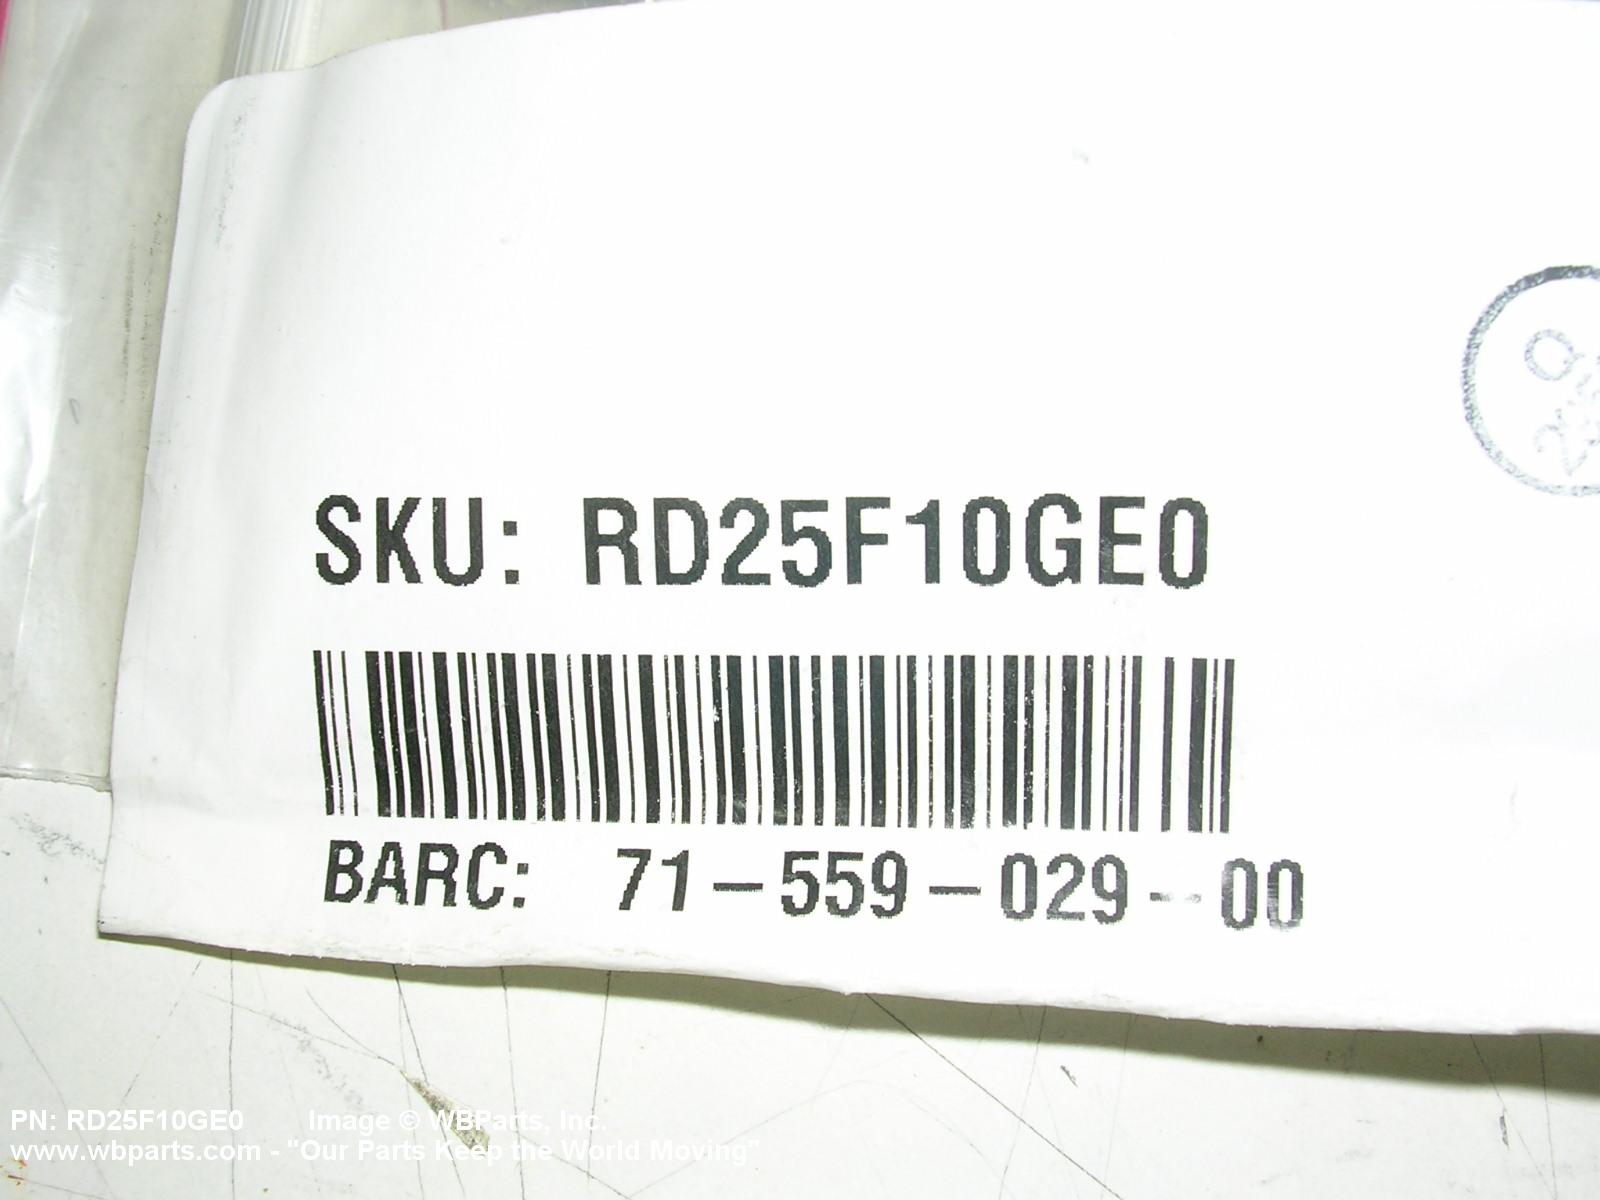 SKU: RD25F10GE0
BARC: 71-559-029-00
PN: RD25F10GE0 Image © WBParts, Inc.
www.wbparts.com - "Our Parts Keep the World Moving"